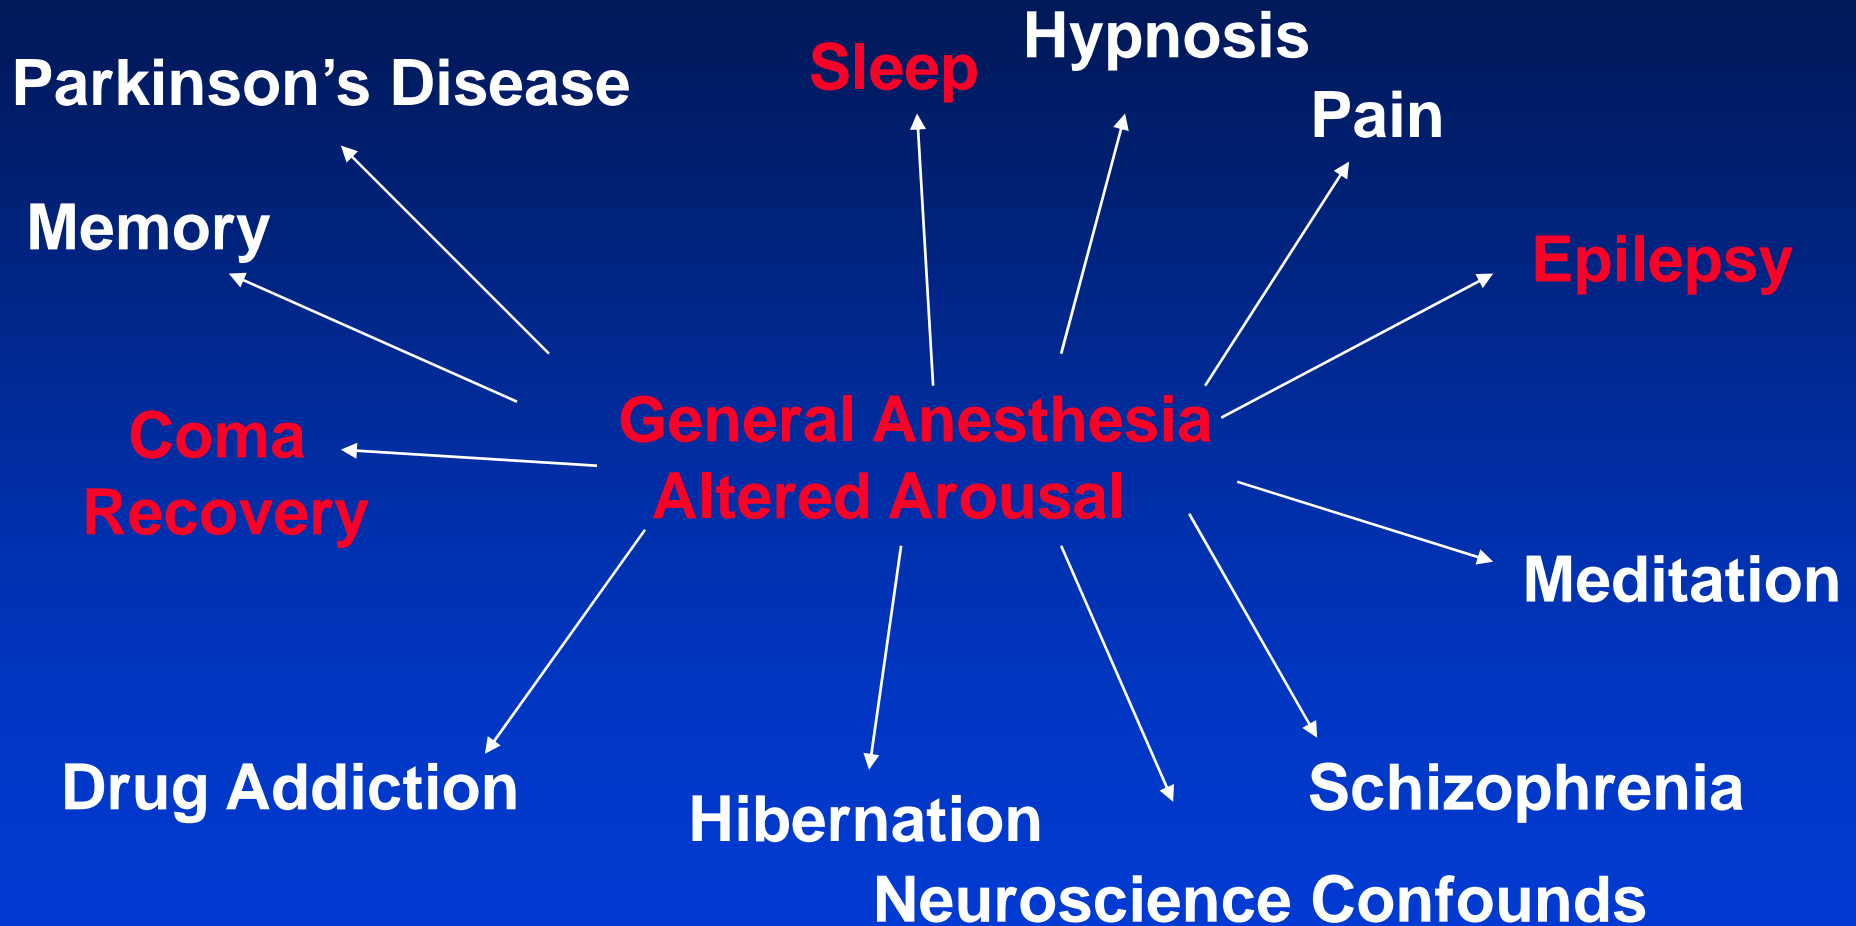 Hypnosis
Sleep
Parkinson’s Disease
Pain
Memory
Epilepsy
General Anesthesia
Altered Arousal
Coma
Recovery
Meditation
Drug Addiction
Schizophrenia
Hibernation
Neuroscience Confounds